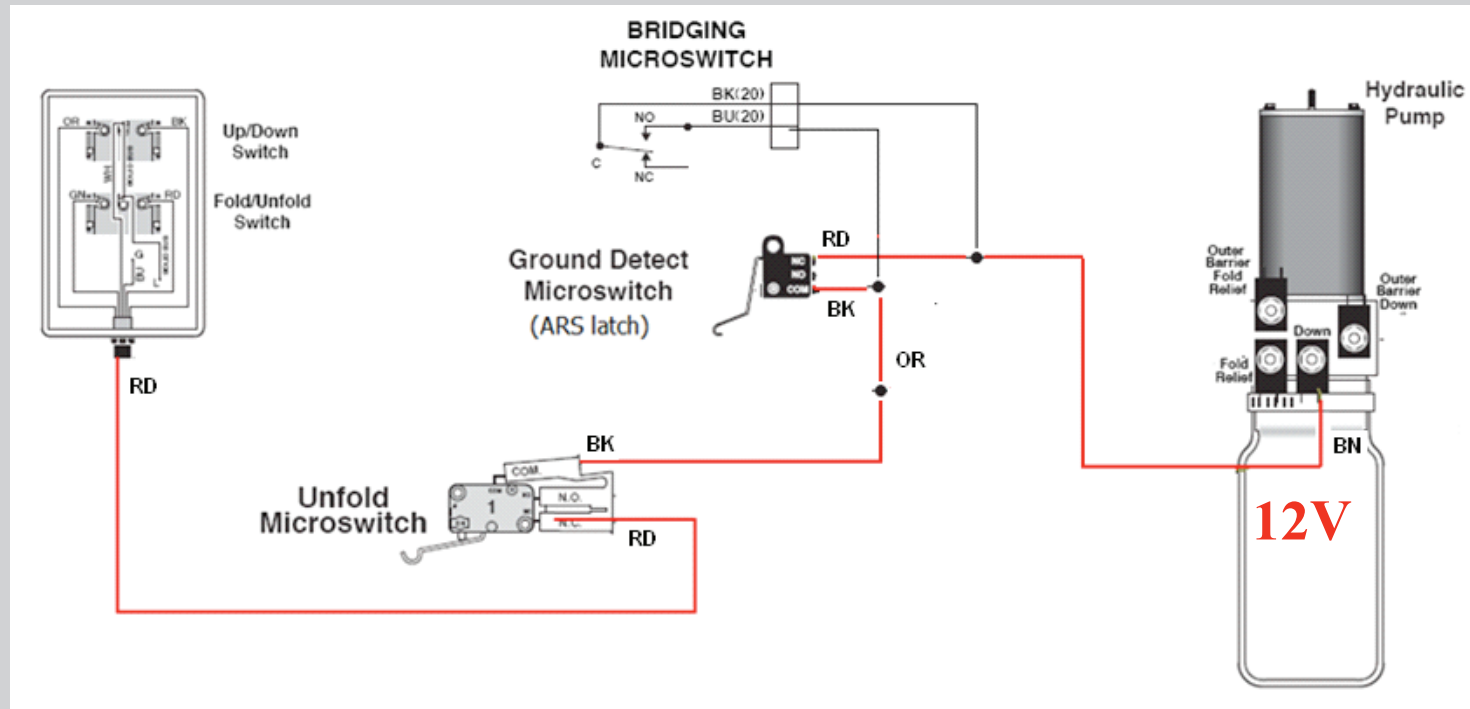 BRIDGING
MICROSWITCH
BK(20)
BU(20)
NO
C
NC
Hydraulic
Pump
OR
BK
WH
GN
RD
G
BU
L
Up/Down
Switch
Fold/Unfold
Switch
RD
Ground Detect
Microswitch
(ARS latch)
RD
NC
NO
COM
BK
OR
Outer
Barrier
Fold
Relief
Outer
Barrier
Down
Down
Fold
Relief
BN
12V
BK
COM.
N.O.
N.C.
1
Unfold
Microswitch
RD